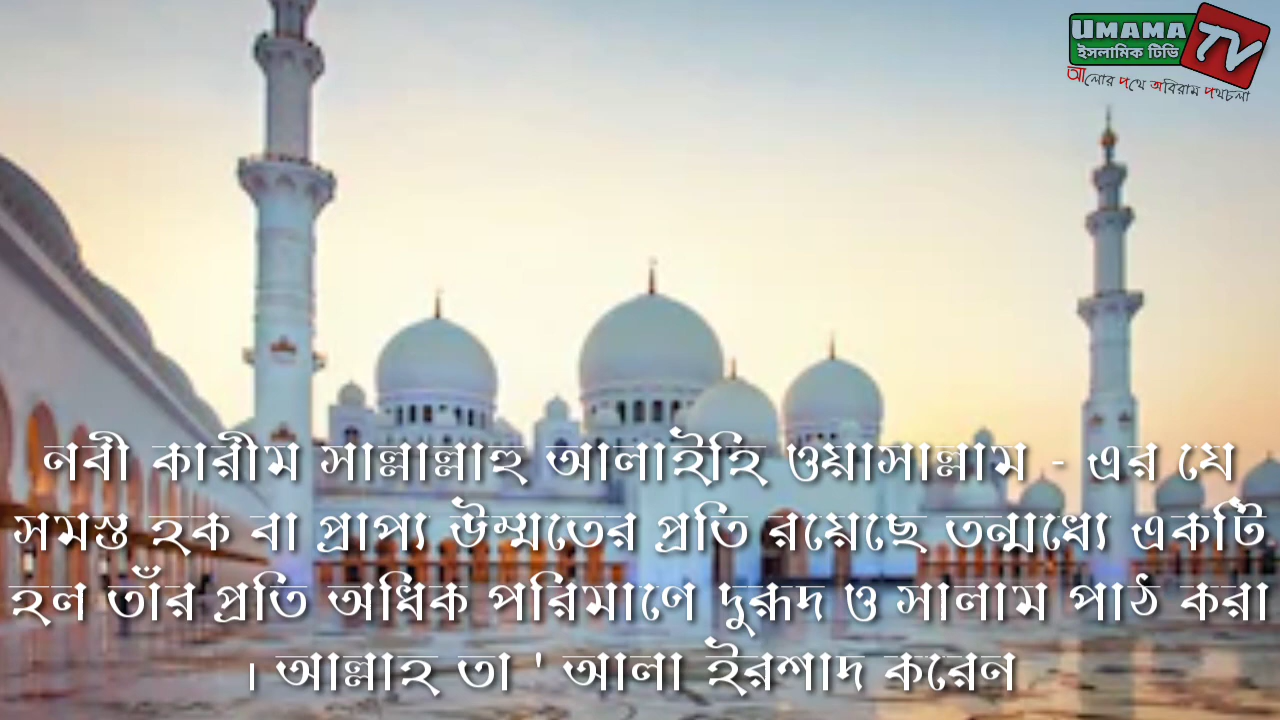 UMAMA TV
ইসলামিক টিভি
আলোর পথে অবিরাম পথচলা
নবী কারীম সাল্লাল্লাহু আলাইহি ওয়াসাল্লাম - এর যে
সমস্ত হক বা প্রাপ্য উম্মতের প্রতি রয়েছে তন্মধ্যে একটি
হল তাঁর প্রতি অধিক পরিমাণে দুরূদ ও সালাম পাঠ করা
। আল্লাহ তা ' আলা ইরশাদ করেন